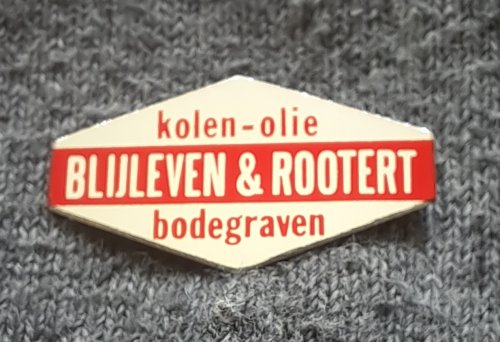 kolen-olie
BLIJLEVEN & ROOTERT
bodegraven